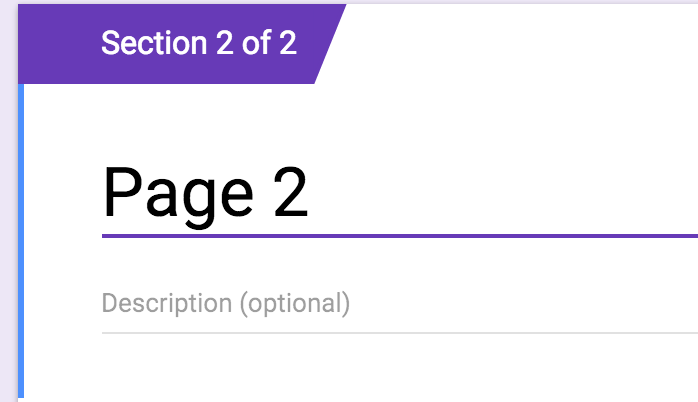 Section 2 of 2
Page 2
Description (optional)